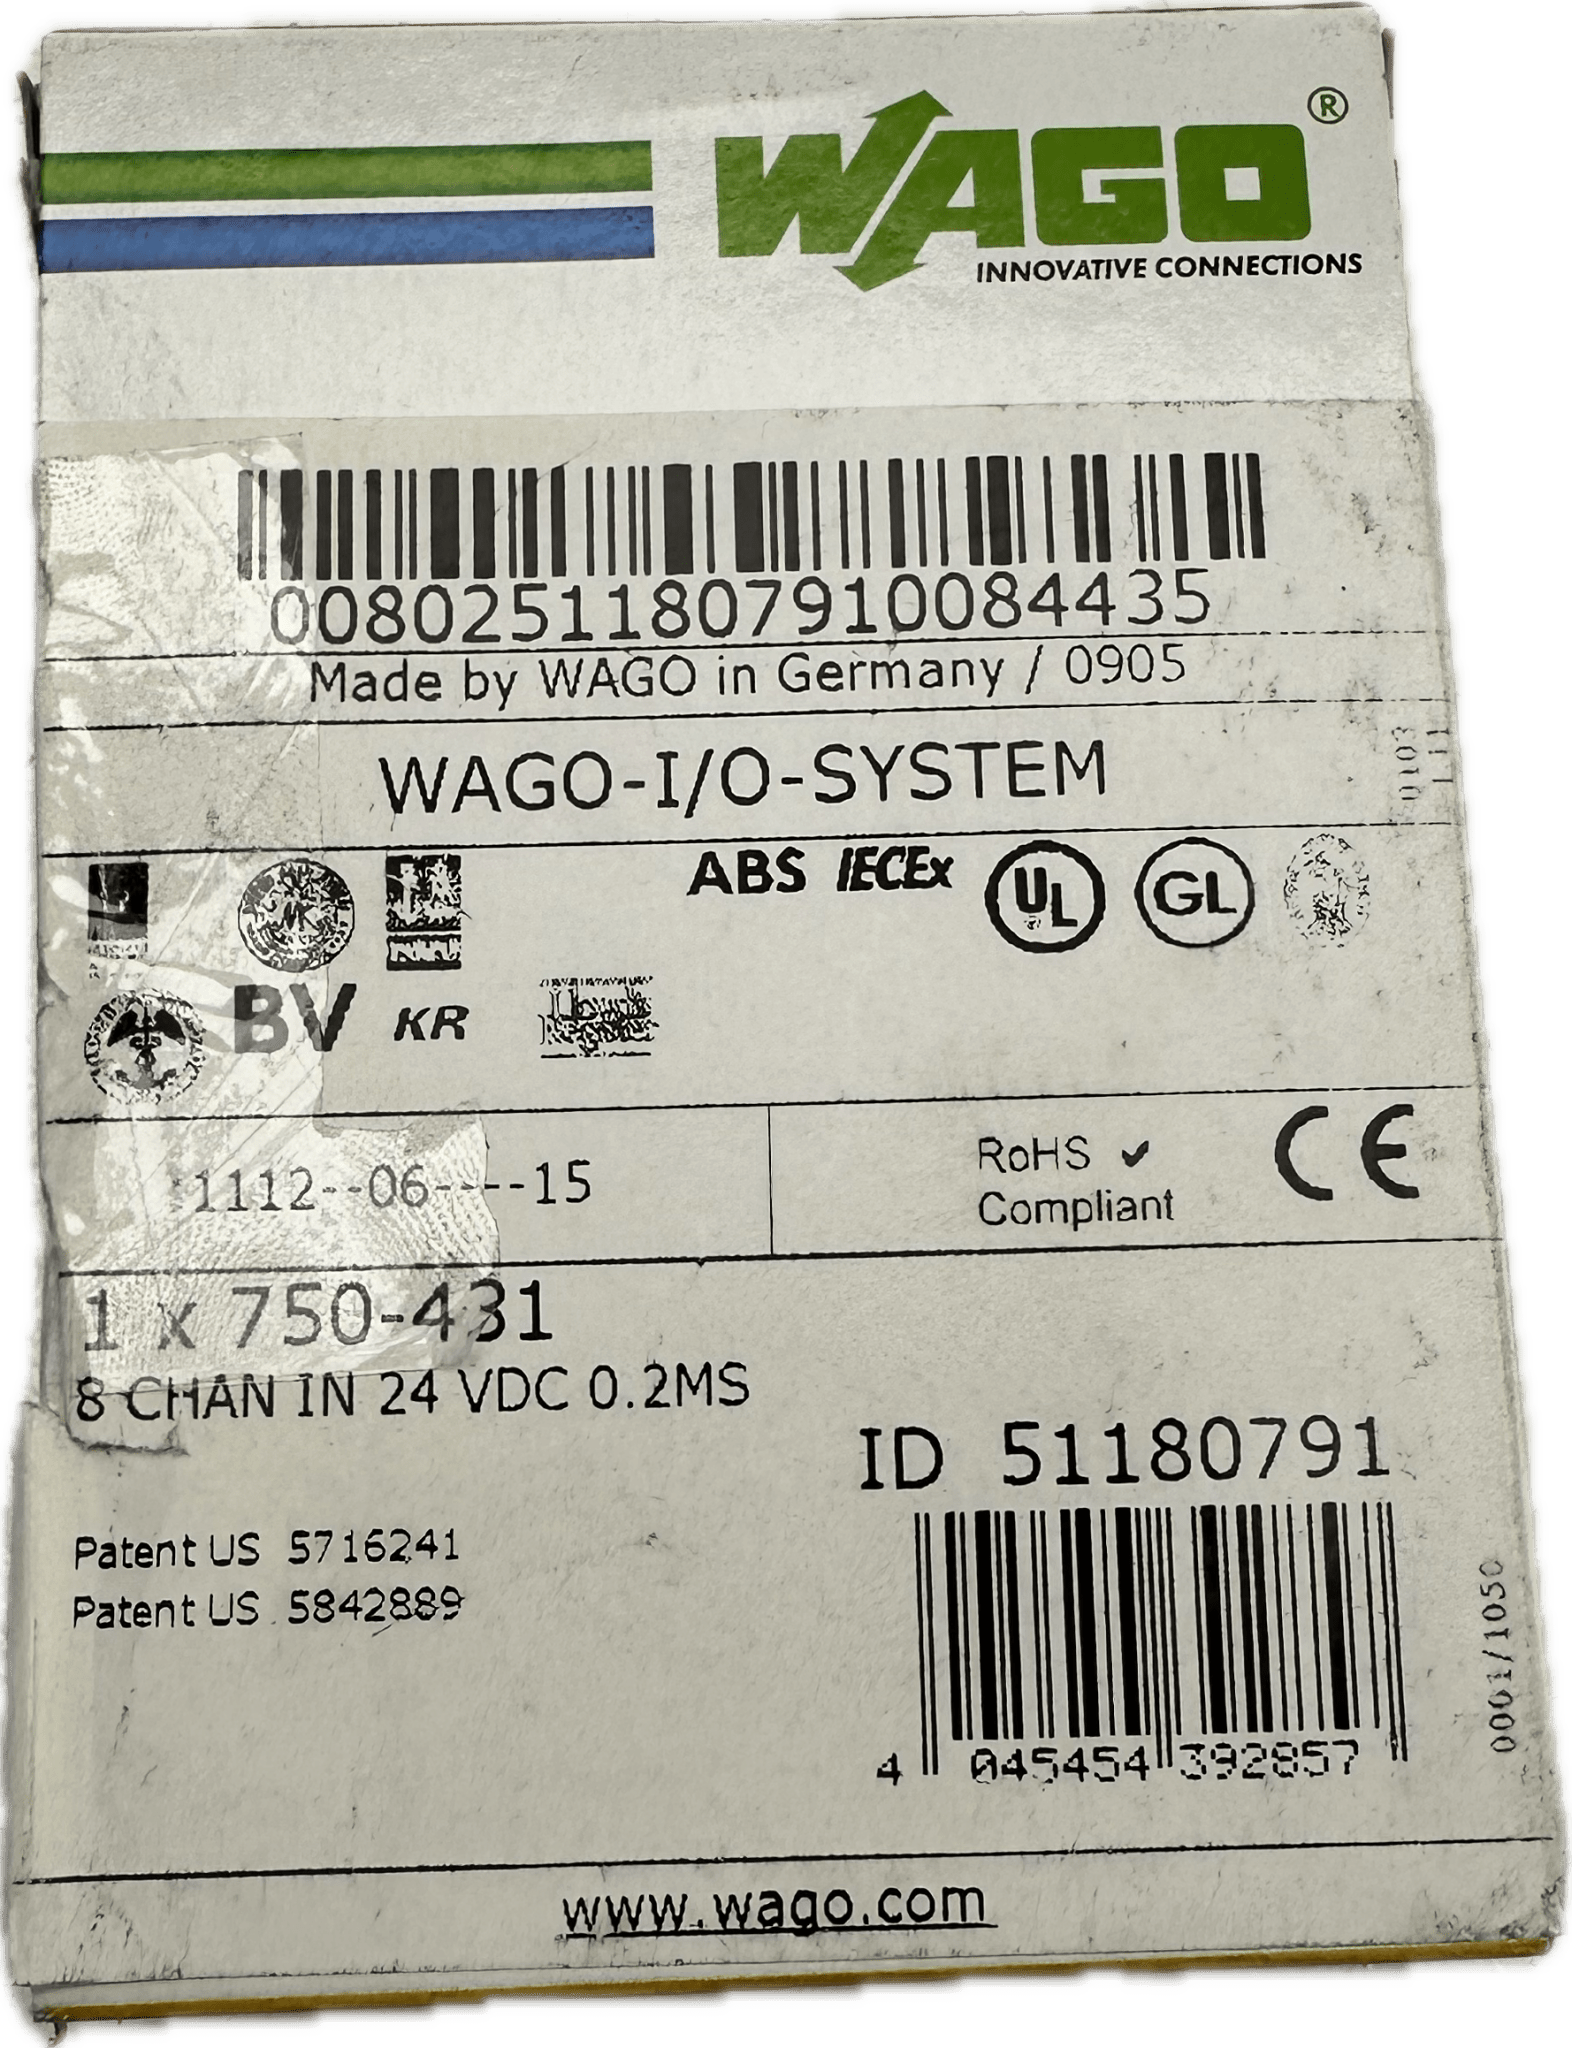 WAGO®
INNOVATIVE CONNECTIONS
00802511807910084435
Made by WAGO in Germany / 0905
WAGO-I/O-SYSTEM
0103
ABS IECEx UL GL
BV KR
1112--06----15
RoHS ✓
Compliant
CE
1 x 750-431
8 CHAN IN 24 VDC 0.2MS
ID 51180791
Patent US 5716241
Patent US 5842889
4 045454 392857
0001/1050
www.wago.com